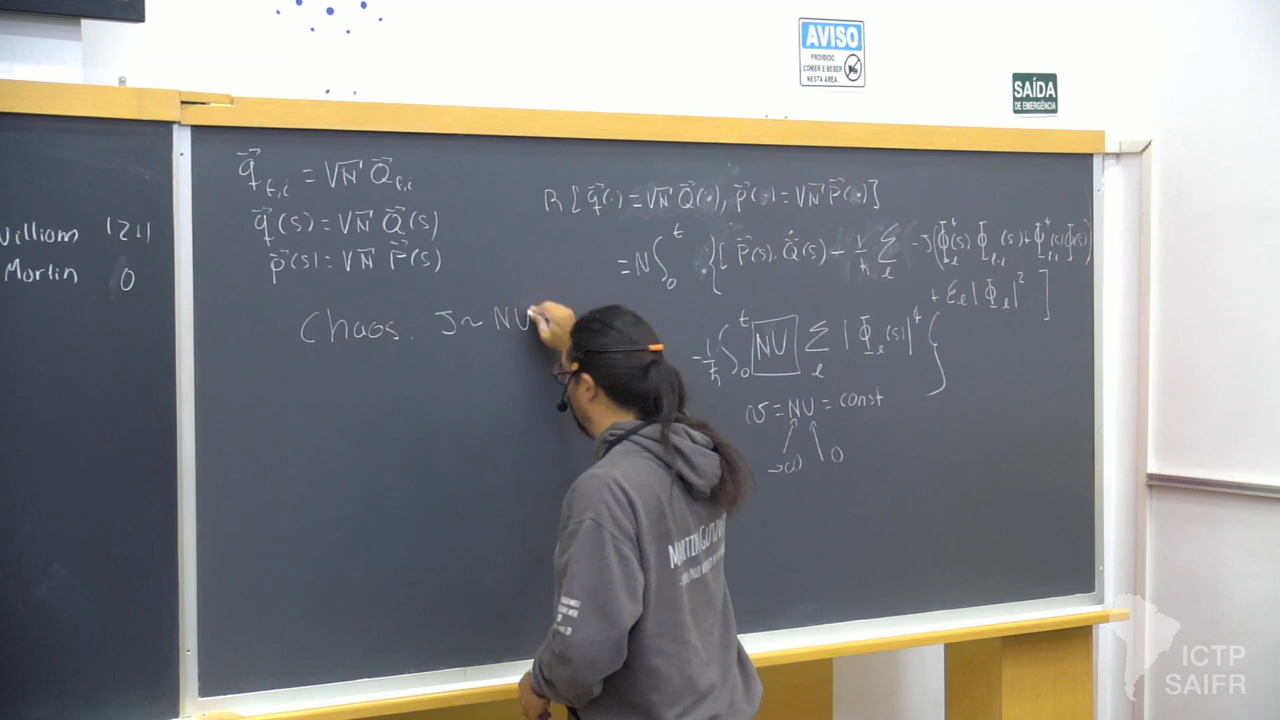 AVISO
PROIBIDO
COMER E BEBER
NESTA ÁREA.
SAÍDA
DE EMERGÊNCIA
William 1211
Morlin 0
q⃗_{t,i} = √N Q⃗_{t,i}
q⃗(s) = √N Q⃗(s)
p⃗(s) = √N P⃗(s)
Chaos. J ~ NU
R[q⃗(·) = √N Q⃗(·), p⃗(·) = √N P⃗(·)]
= N ∫_0^t {[P⃗(s)·Q̇⃗(s) - 1/ħ Σ_l -J(Φ_l^*(s) Φ_{l-1}(s) + Φ_{l-1}^*(s) Φ_l(s))
+ ε_l |Φ_l|^2]
-1/ħ ∫_0^t NU Σ_l |Φ_l(s)|^4 }
v = NU = const
→∞ 0
MARTIN GUTZW
ICTP
SAIFR